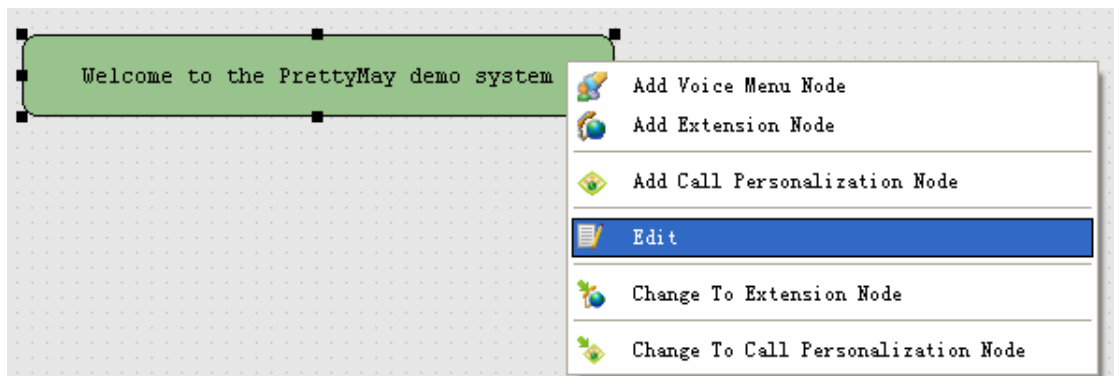 Welcome to the PrettyMay demo system
Add Voice Menu Node
Add Extension Node
Add Call Personalization Node
Edit
Change To Extension Node
Change To Call Personalization Node